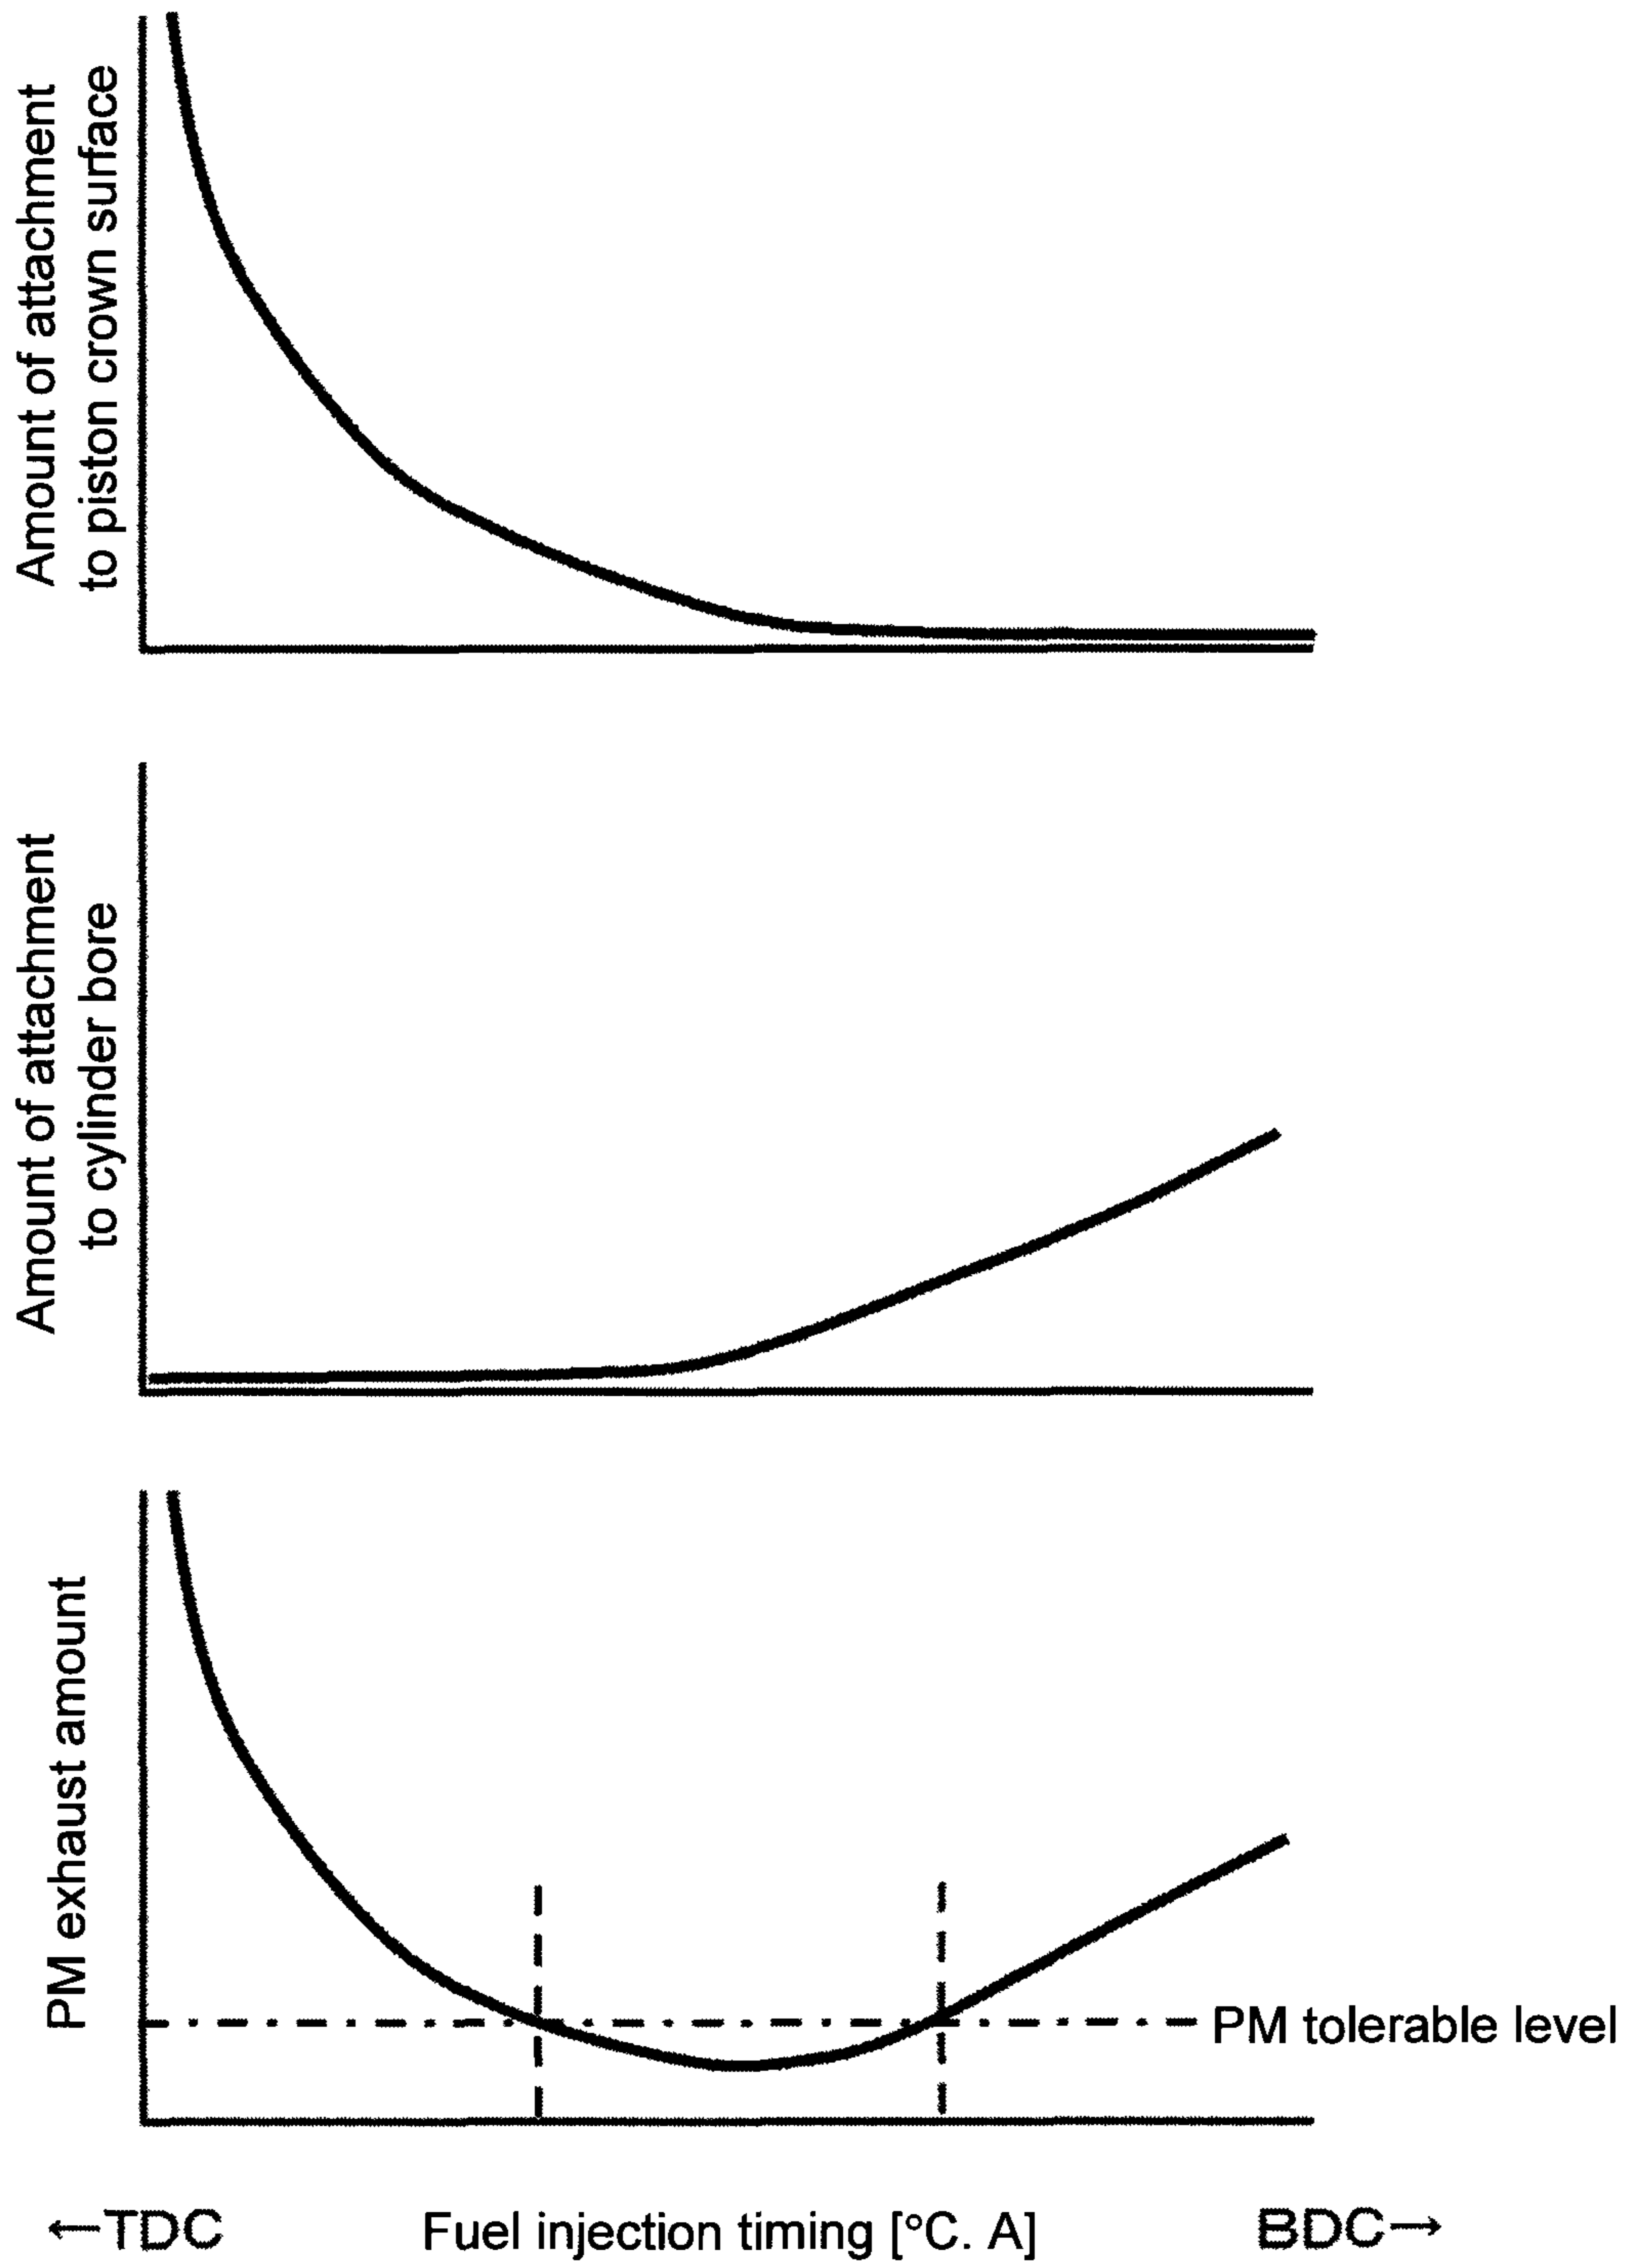 Amount of attachment
to piston crown surface
Amount of attachment
to cylinder bore
PM exhaust amount
PM tolerable level
←TDC
Fuel injection timing [°C. A]
BDC→